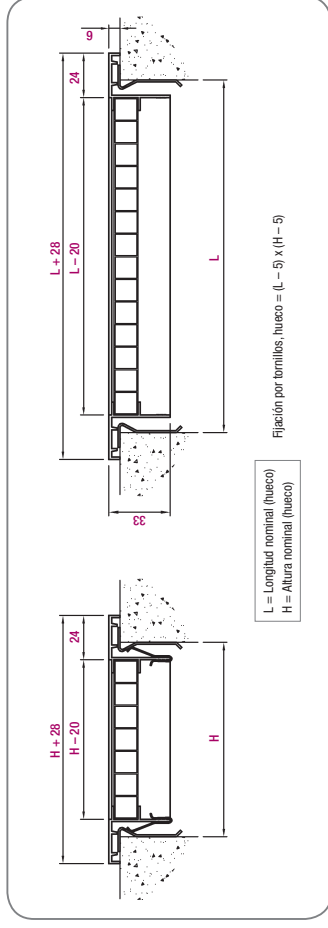 H + 28
H – 20
24
H
L + 28
L – 20
24
6
33
L
L = Longitud nominal (hueco)
H = Altura nominal (hueco)
Fijación por tornillos, hueco = (L – 5) x (H – 5)